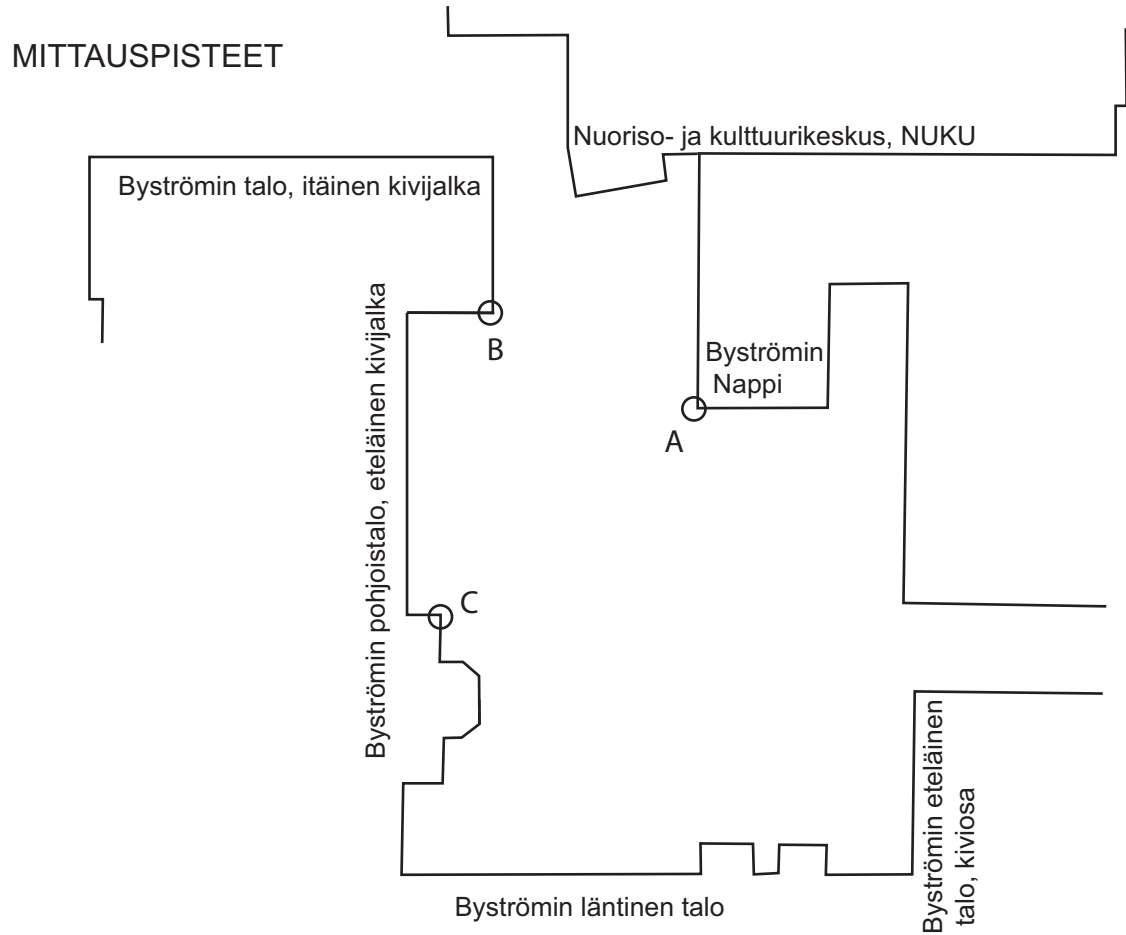 MITTAUSPISTEET
Nuoriso- ja kulttuurikeskus, NUKU
Byströmin talo, itäinen kivijalka
Byströmin pohjoistalo, eteläinen kivijalka
B
Byströmin
Nappi
A
C
Byströmin eteläinen
talo, kiviosa
Byströmin läntinen talo